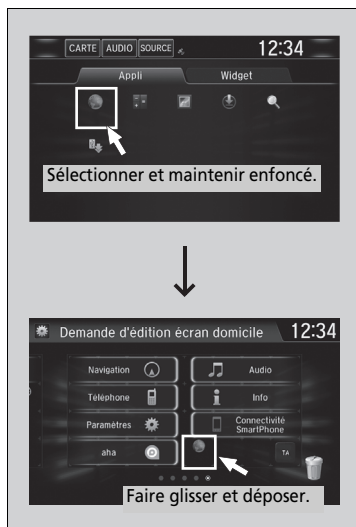 CARTE AUDIO SOURCE 12:34
Appli Widget
Sélectionner et maintenir enfoncé.
Demande d'édition écran domicile 12:34
Navigation Audio
Téléphone Info
Paramètres Connectivité
SmartPhone
aha TA
Faire glisser et déposer.